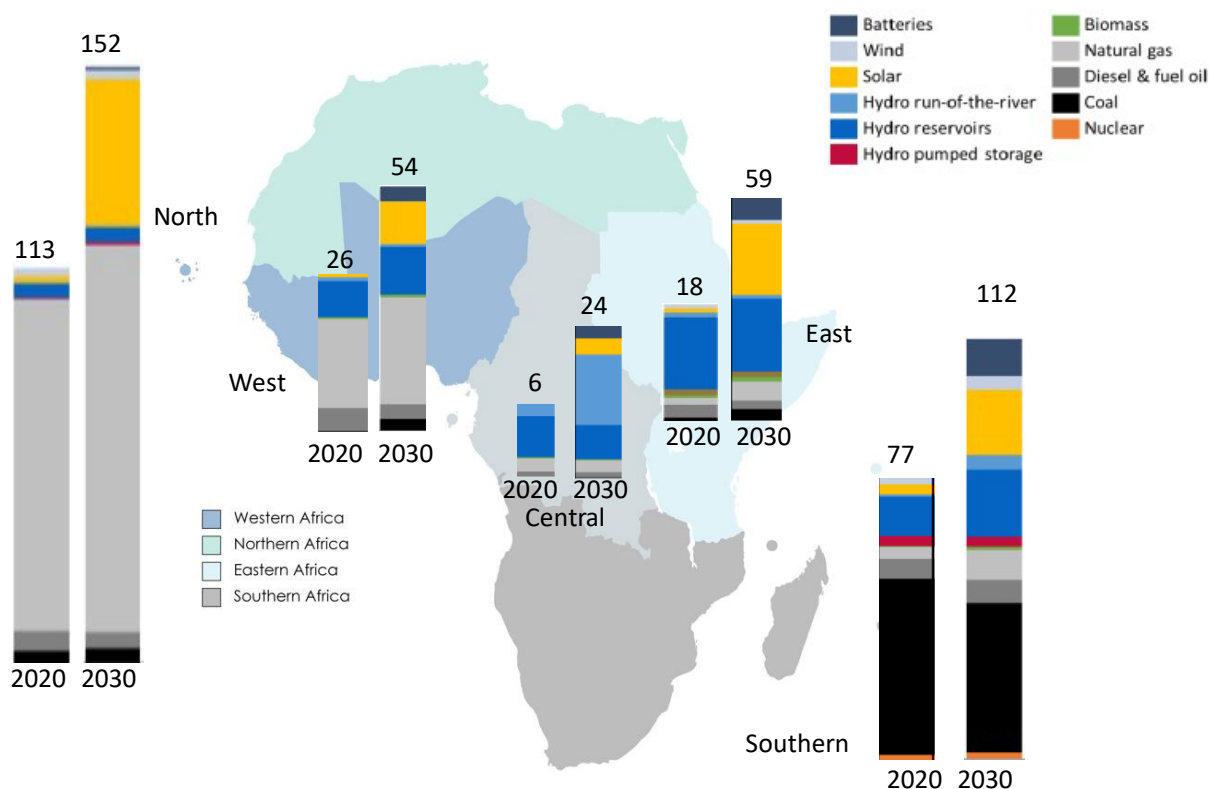 Batteries
Wind
Solar
Hydro run-of-the-river
Hydro reservoirs
Hydro pumped storage
Biomass
Natural gas
Diesel & fuel oil
Coal
Nuclear
152
113
North
2020 2030
54
26
West
2020 2030
24
6
2020 2030
Central
59
18
East
2020 2030
112
77
Southern
2020 2030
Western Africa
Northern Africa
Eastern Africa
Southern Africa